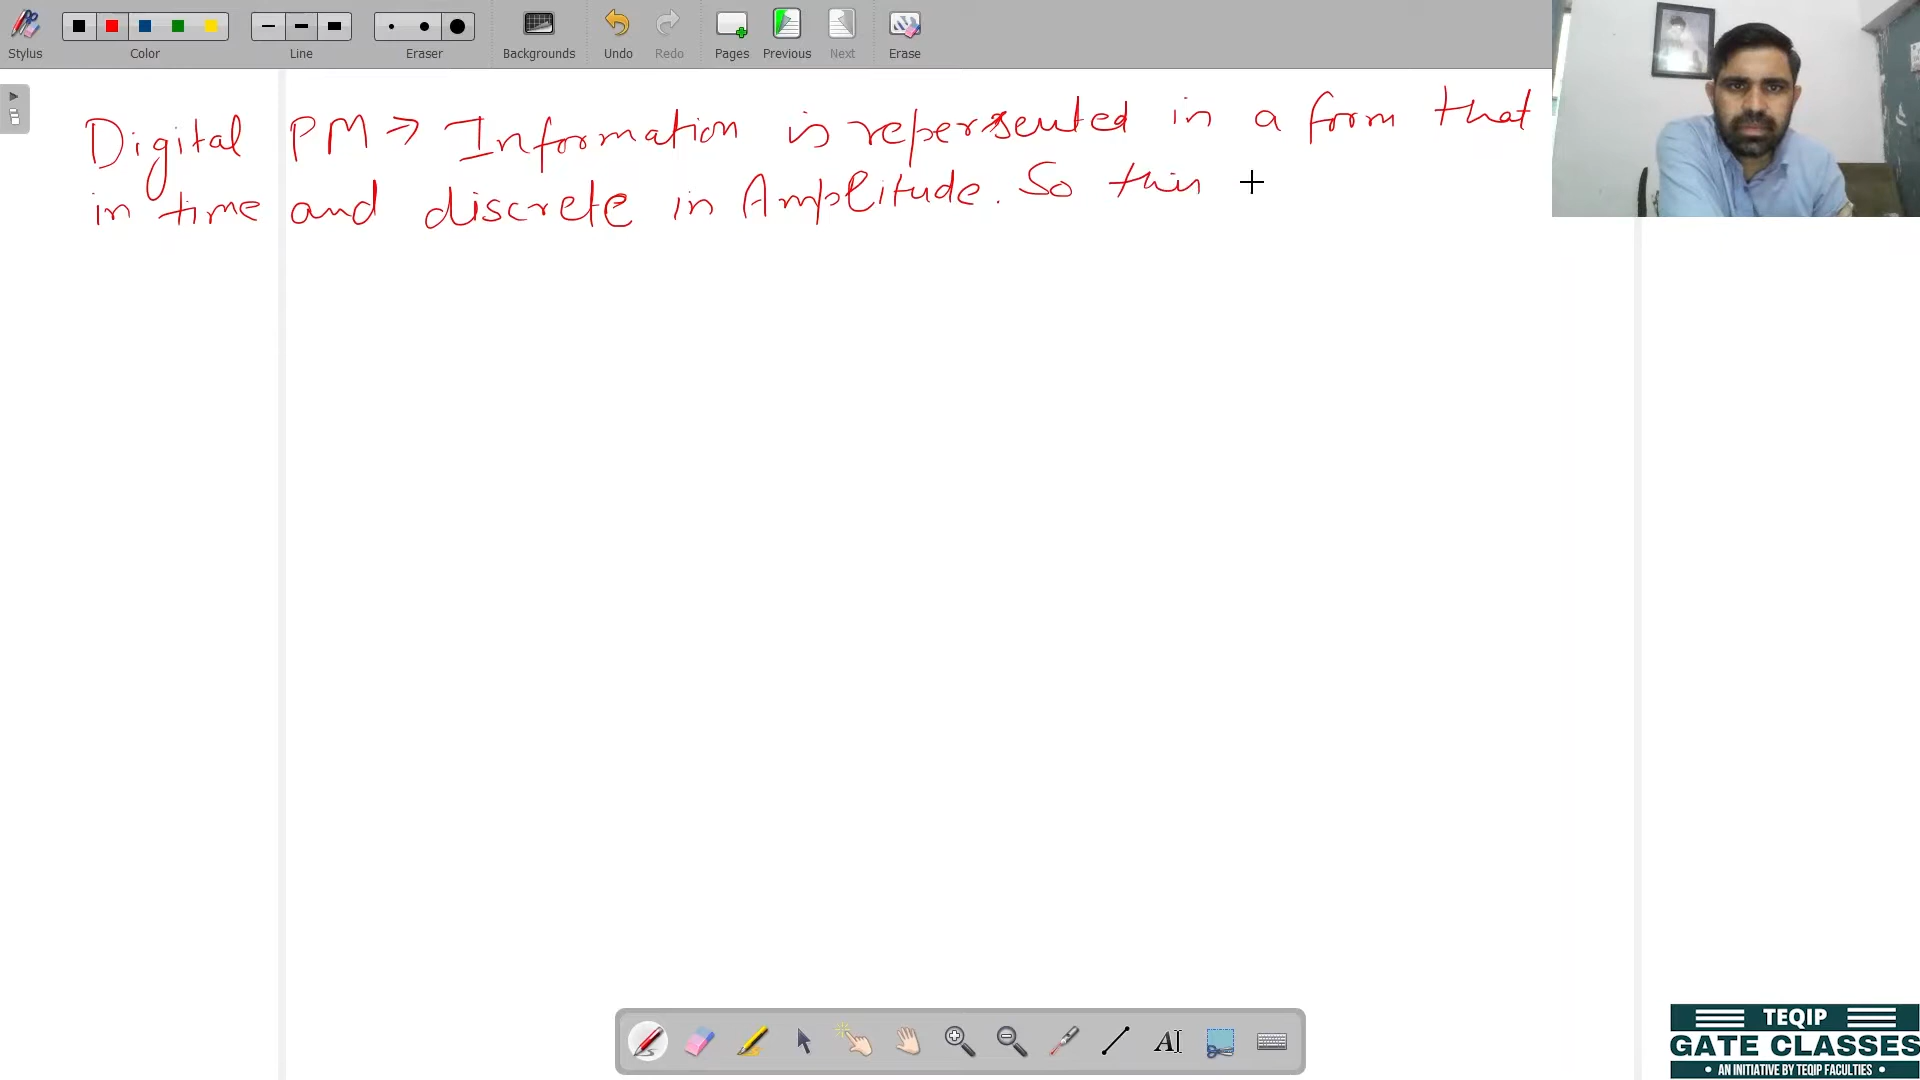 Stylus
Color
Line
Eraser
Backgrounds
Undo
Redo
Pages
Previous
Next
Erase
Digital PM → Information is repersented in a form that
in time and discrete in Amplitude. So this
TEQIP
GATE CLASSES
• AN INITIATIVE BY TEQIP FACULTIES •